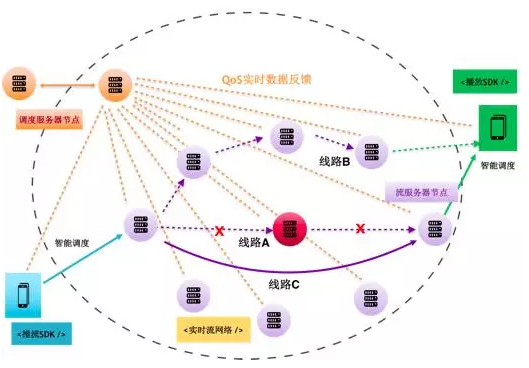 QoS实时数据反馈
<播放SDK />
调度服务器节点
线路B
智能调度
流服务器节点
X
X
智能调度
线路A
线路C
<推流SDK />
<实时流网络 />